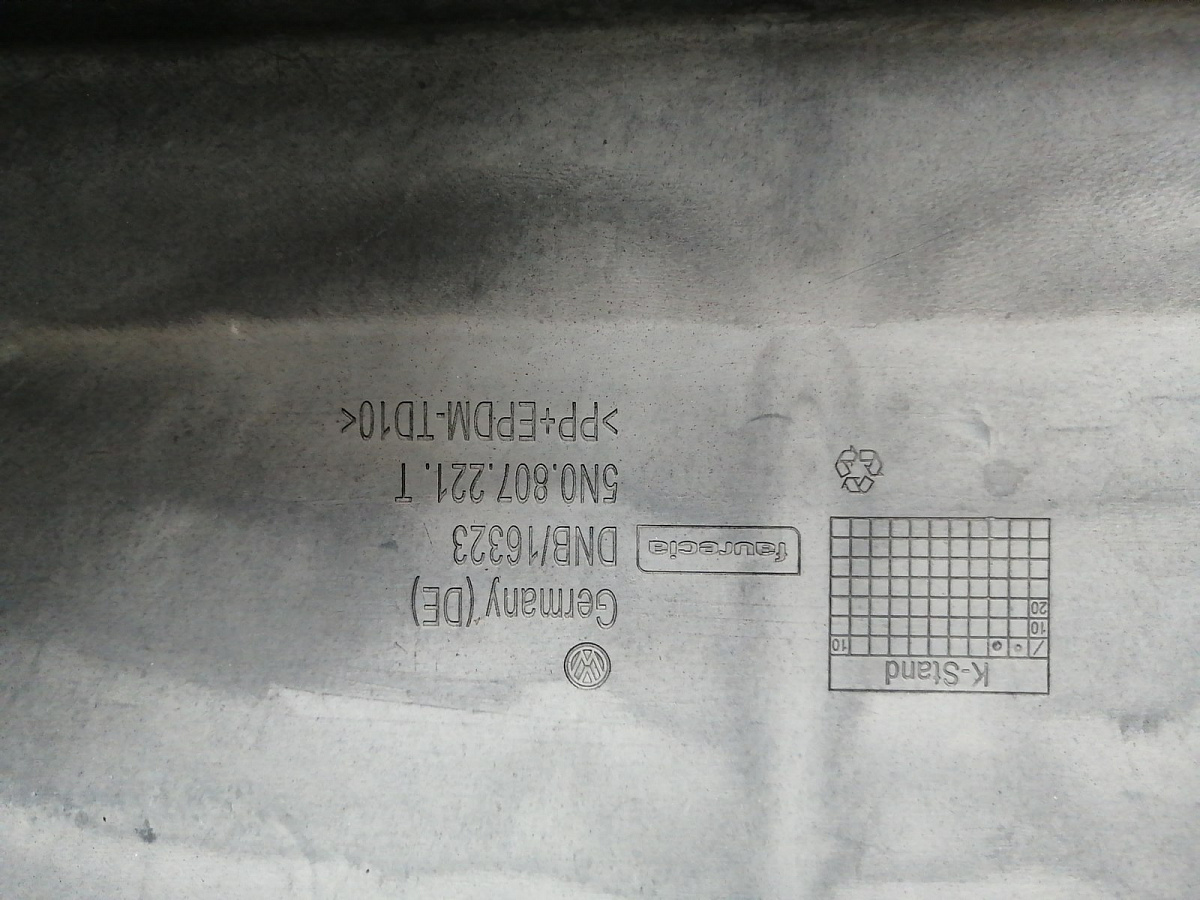 K-Stand
/ 10
10
20
Germany (DE)
DNB/16323
faurecia
5N0.807.221. T
>PP+EPDM-TD10<